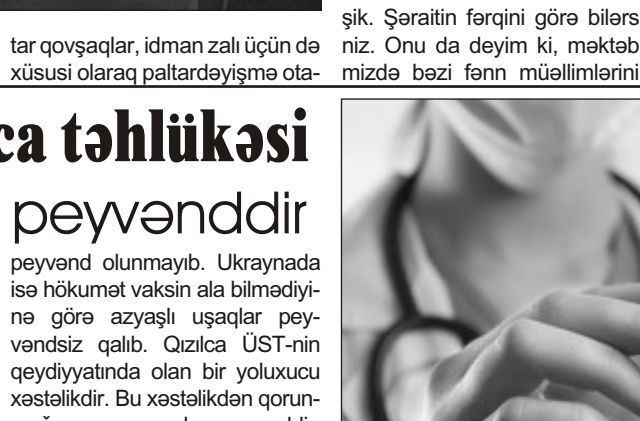 tar qovşaqlar, idman zalı üçün də
xüsusi olaraq paltardəyişmə ota-
şik. Şəraitin fərqini görə bilərs
niz. Onu da deyim ki, məktəb
mizdə bəzi fənn müəllimlərini
ca təhlükəsi
peyvənddir
peyvənd olunmayıb. Ukraynada
isə hökumət vaksin ala bilmədiyi-
nə görə azyaşlı uşaqlar pey-
vəndsiz qalıb. Qızılca ÜST-nin
qeydiyyatında olan bir yoluxucu
xəstəlikdir. Bu xəstəlikdən qorun-